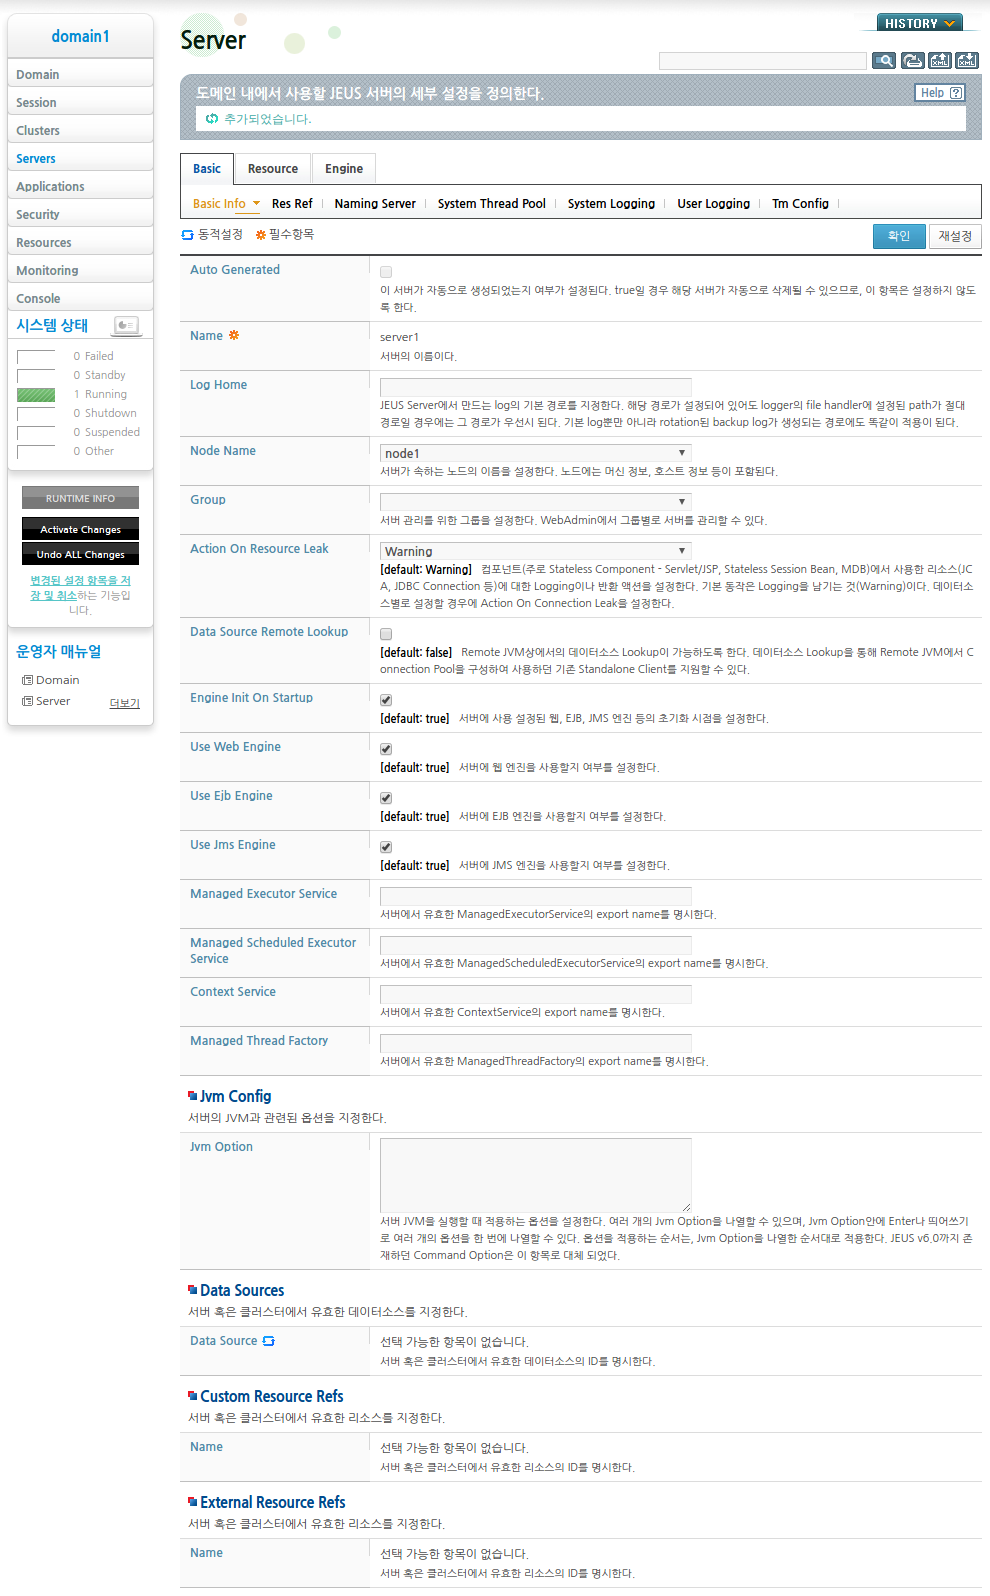 domain1
Domain
Session
Clusters
Servers
Applications
Security
Resources
Monitoring
Console
시스템 상태
0 Failed
0 Standby
1 Running
0 Shutdown
0 Suspended
0 Other
RUNTIME INFO
Activate Changes
Undo ALL Changes
변경된 설정 항목을 저
장 및 취소하는 기능입
니다.
운영자 매뉴얼
Domain
Server 더보기
HISTORY
Server
XML XML
도메인 내에서 사용할 JEUS 서버의 세부 설정을 정의한다. Help ?
추가되었습니다.
Basic Resource Engine
Basic Info Res Ref Naming Server System Thread Pool System Logging User Logging Tm Config
동적설정 필수항목 확인 재설정
Auto Generated
이 서버가 자동으로 생성되었는지 여부가 설정된다. true일 경우 해당 서버가 자동으로 삭제될 수 있으므로, 이 항목은 설정하지 않도
록 한다.
Name server1
서버의 이름이다.
Log Home
JEUS Server에서 만드는 log의 기본 경로를 지정한다. 해당 경로가 설정되어 있어도 logger의 file handler에 설정된 path가 절대
경로일 경우에는 그 경로가 우선시 된다. 기본 log뿐만 아니라 rotation된 backup log가 생성되는 경로에도 똑같이 적용이 된다.
Node Name node1
서버가 속하는 노드의 이름을 설정한다. 노드에는 머신 정보, 호스트 정보 등이 포함된다.
Group
서버 관리를 위한 그룹을 설정한다. WebAdmin에서 그룹별로 서버를 관리할 수 있다.
Action On Resource Leak Warning
[default: Warning] 컴포넌트(주로 Stateless Component - Servlet/JSP, Stateless Session Bean, MDB)에서 사용한 리소스(JC
A, JDBC Connection 등)에 대한 Logging이나 반환 액션을 설정한다. 기본 동작은 Logging을 남기는 것(Warning)이다. 데이터소
스별로 설정할 경우에 Action On Connection Leak을 설정한다.
Data Source Remote Lookup
[default: false] Remote JVM상에서의 데이터소스 Lookup이 가능하도록 한다. 데이터소스 Lookup을 통해 Remote JVM에서 C
onnection Pool을 구성하여 사용하던 기존 Standalone Client를 지원할 수 있다.
Engine Init On Startup
[default: true] 서버에 사용 설정된 웹, EJB, JMS 엔진 등의 초기화 시점을 설정한다.
Use Web Engine
[default: true] 서버에 웹 엔진을 사용할지 여부를 설정한다.
Use Ejb Engine
[default: true] 서버에 EJB 엔진을 사용할지 여부를 설정한다.
Use Jms Engine
[default: true] 서버에 JMS 엔진을 사용할지 여부를 설정한다.
Managed Executor Service
서버에서 유효한 ManagedExecutorService의 export name를 명시한다.
Managed Scheduled Executor
Service
서버에서 유효한 ManagedScheduledExecutorService의 export name를 명시한다.
Context Service
서버에서 유효한 ContextService의 export name를 명시한다.
Managed Thread Factory
서버에서 유효한 ManagedThreadFactory의 export name를 명시한다.
Jvm Config
서버의 JVM과 관련된 옵션을 지정한다.
Jvm Option
서버 JVM을 실행할 때 적용하는 옵션을 설정한다. 여러 개의 Jvm Option을 나열할 수 있으며, Jvm Option안에 Enter나 띄어쓰기
로 여러 개의 옵션을 한 번에 나열할 수 있다. 옵션을 적용하는 순서는, Jvm Option을 나열한 순서대로 적용한다. JEUS v6.0까지 존
재하던 Command Option은 이 항목로 대체 되었다.
Data Sources
서버 혹은 클러스터에서 유효한 데이터소스를 지정한다.
Data Source 선택 가능한 항목이 없습니다.
서버 혹은 클러스터에서 유효한 데이터소스의 ID를 명시한다.
Custom Resource Refs
서버 혹은 클러스터에서 유효한 리소스를 지정한다.
Name 선택 가능한 항목이 없습니다.
서버 혹은 클러스터에서 유효한 리소스의 ID를 명시한다.
External Resource Refs
서버 혹은 클러스터에서 유효한 리소스를 지정한다.
Name 선택 가능한 항목이 없습니다.
서버 혹은 클러스터에서 유효한 리소스의 ID를 명시한다.